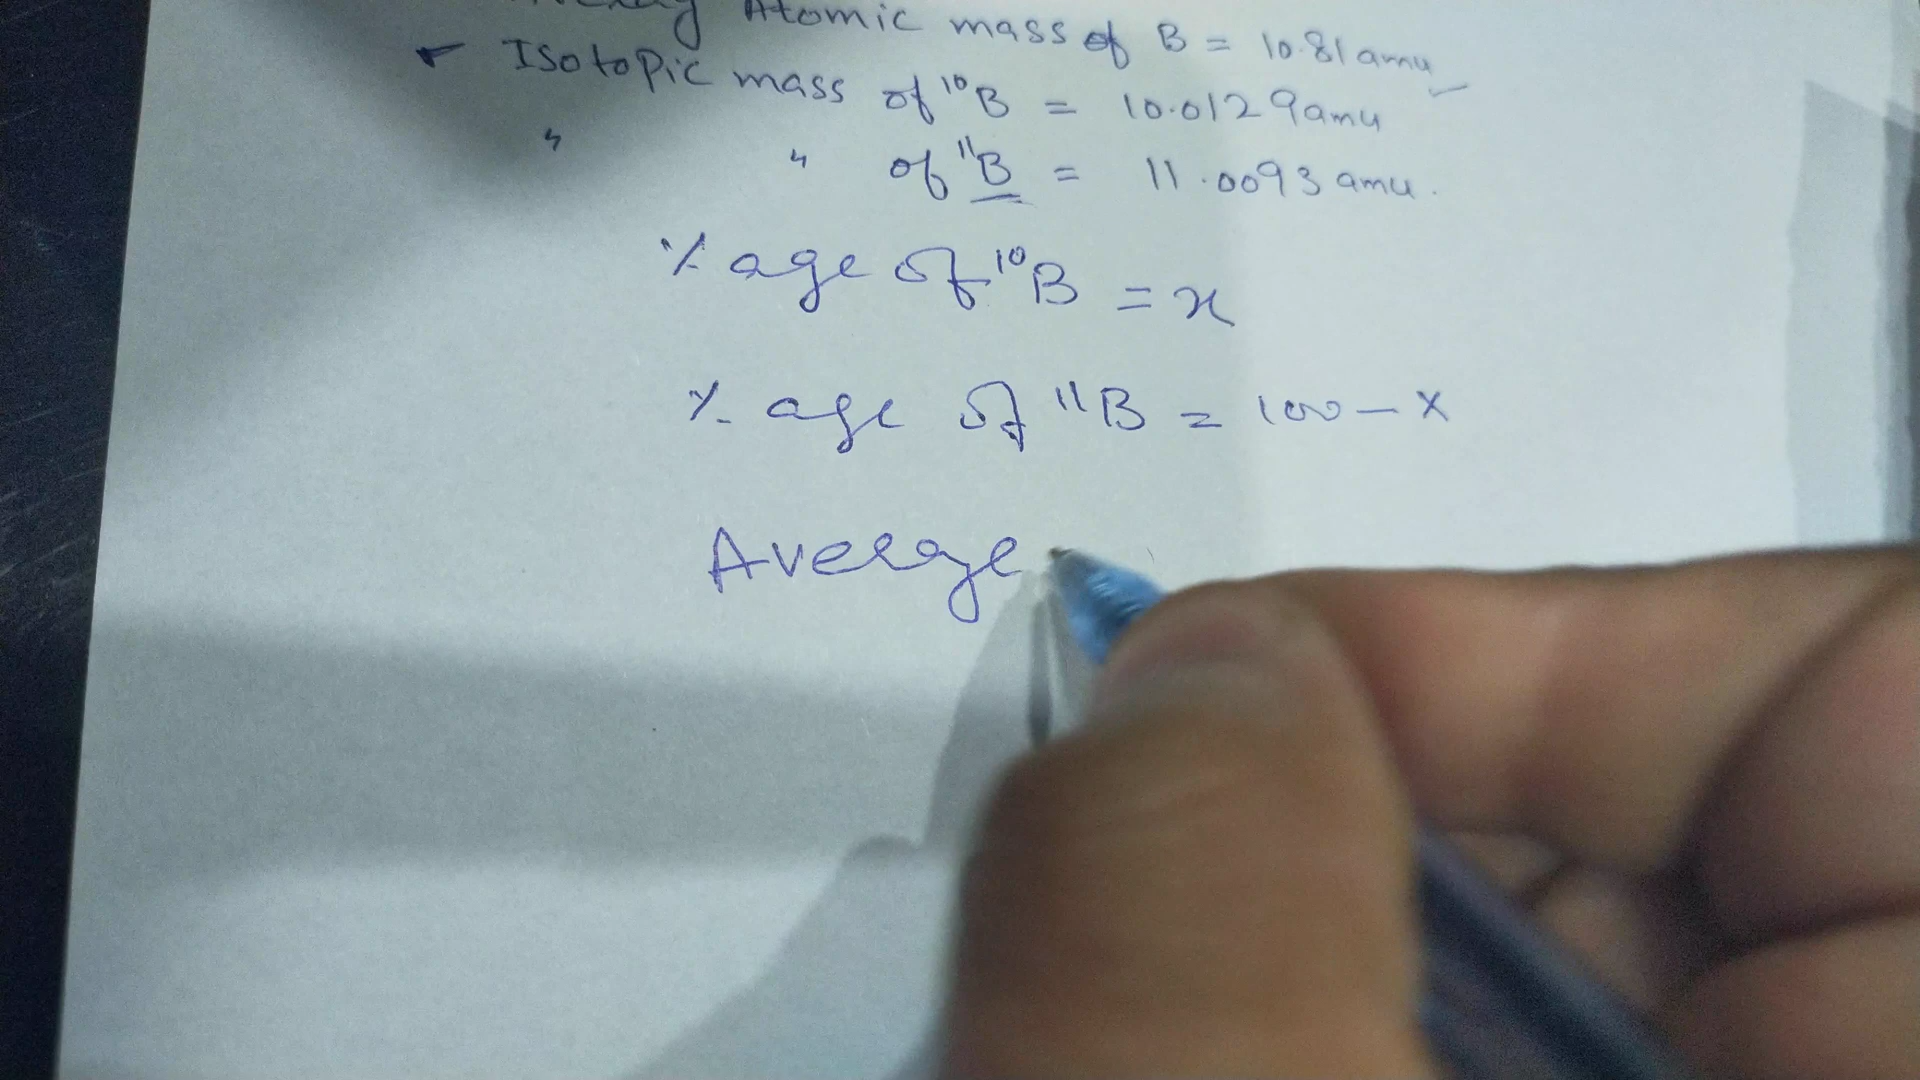 Atomic mass of B = 10.81 amu
Isotopic mass of ¹⁰B = 10.0129 amu
" " of ¹¹B = 11.0093 amu.
% age of ¹⁰B = x
% age of ¹¹B = 100 - x
Average